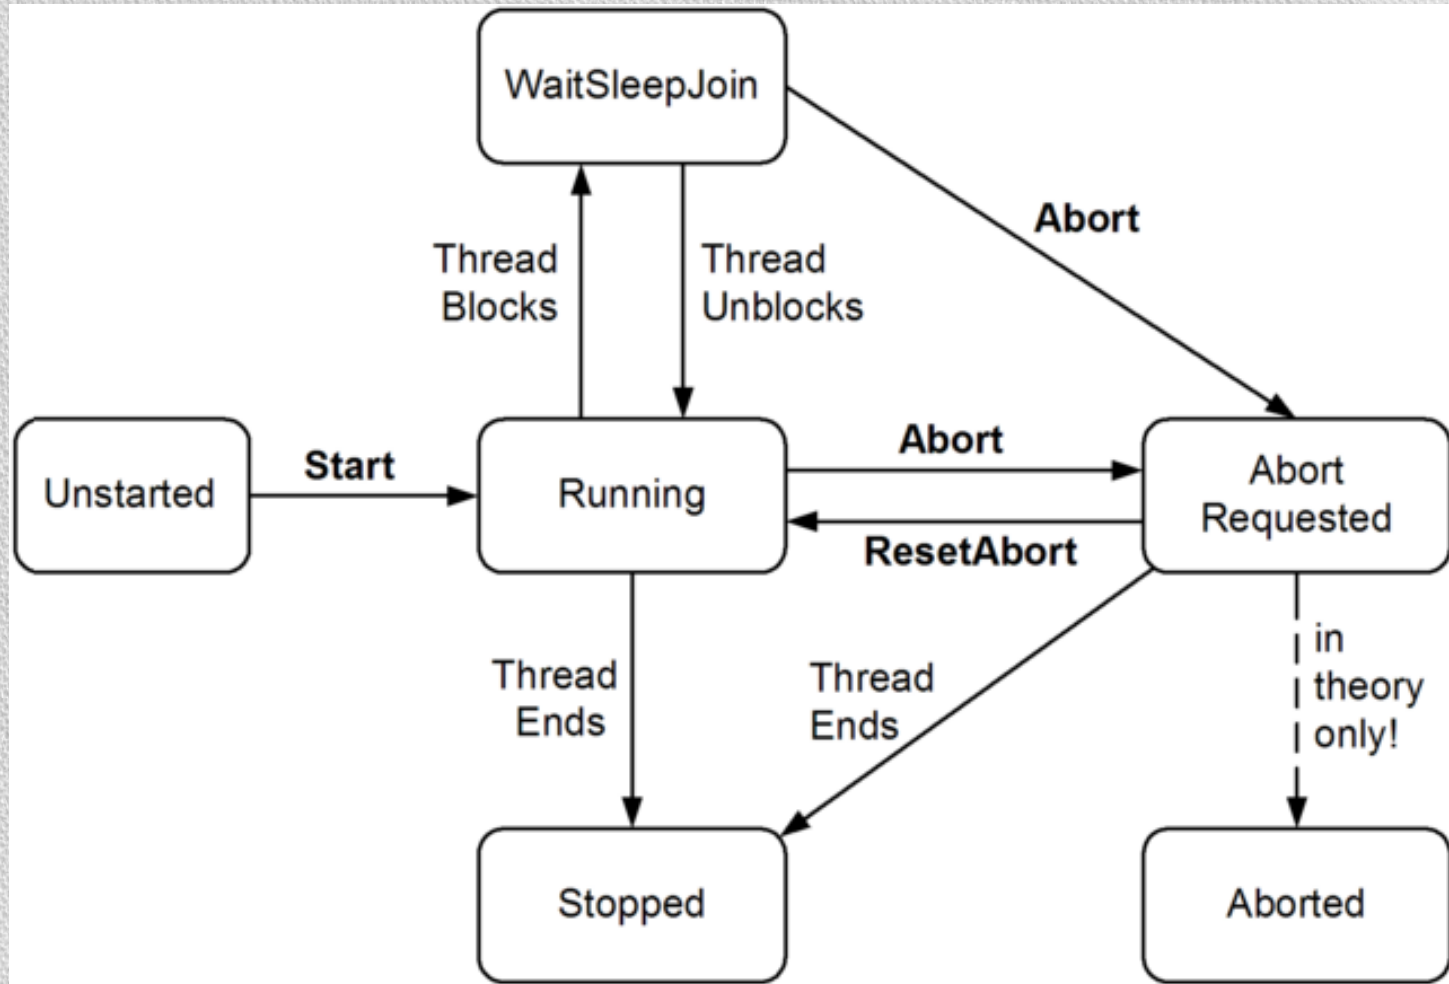 WaitSleepJoin
Abort
Thread
Blocks
Thread
Unblocks
Unstarted
Start
Running
Abort
ResetAbort
Abort
Requested
Thread
Ends
Thread
Ends
in
theory
only!
Stopped
Aborted